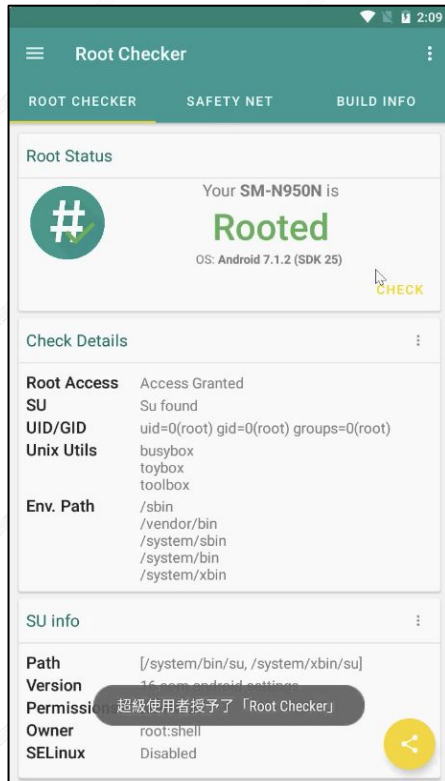 2:09
Root Checker
ROOT CHECKER SAFETY NET BUILD INFO
Root Status
Your SM-N950N is
Rooted
OS: Android 7.1.2 (SDK 25)
CHECK
Check Details
Root Access Access Granted
SU Su found
UID/GID uid=0(root) gid=0(root) groups=0(root)
Unix Utils busybox
toybox
toolbox
Env. Path /sbin
/vendor/bin
/system/sbin
/system/bin
/system/xbin
SU info
Path [/system/bin/su, /system/xbin/su]
Version 16 com.android.settings
超級使用者授予了「Root Checker」
Owner root:shell
SELinux Disabled